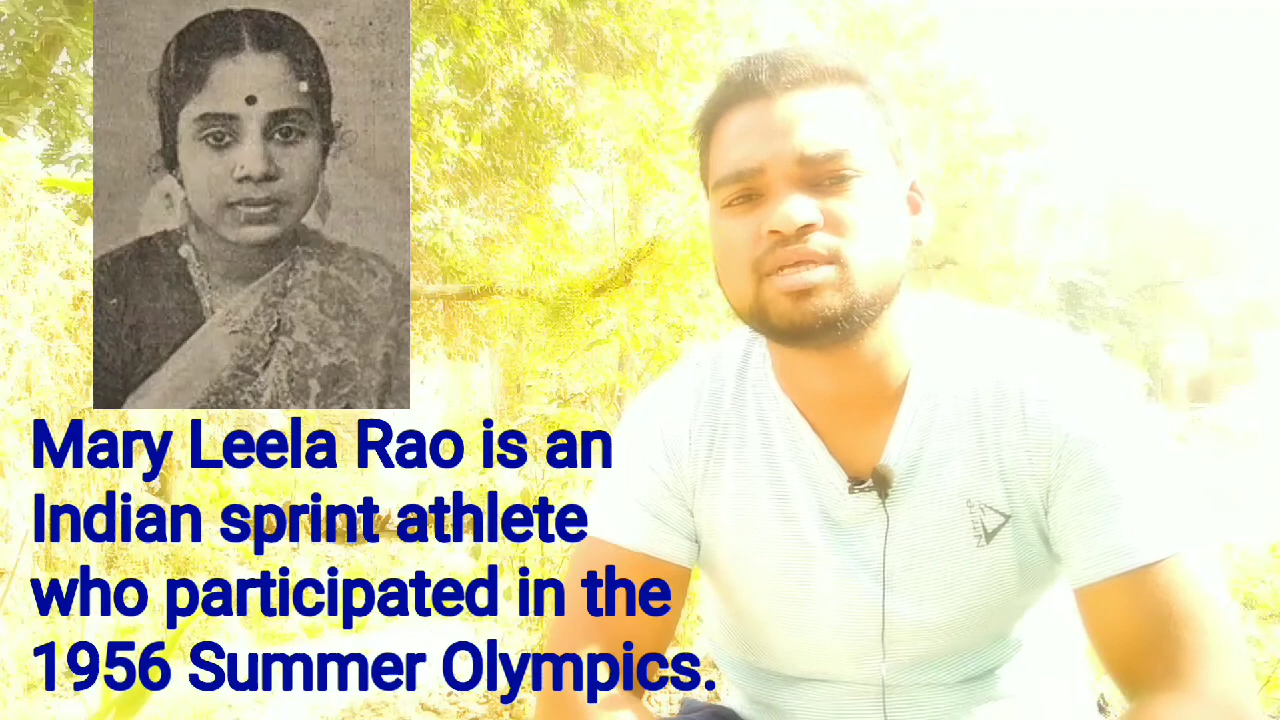 Mary Leela Rao is an
Indian sprint athlete
who participated in the
1956 Summer Olympics.